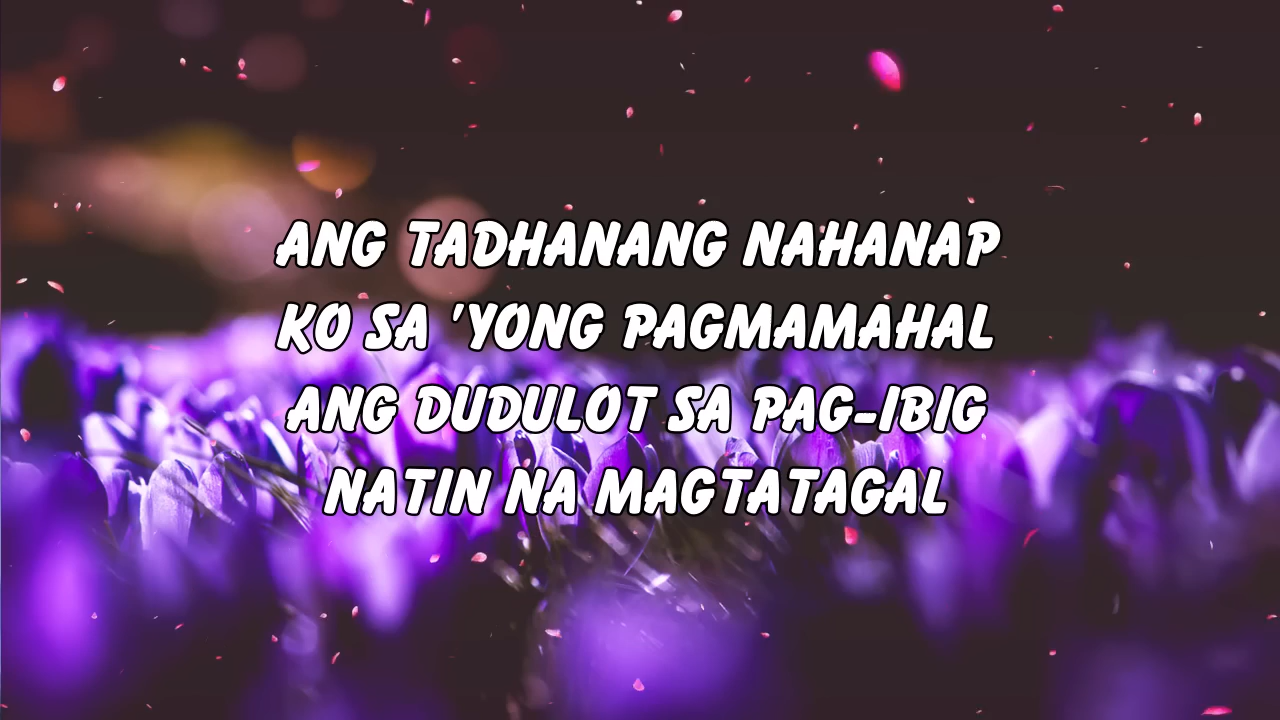 ANG TADHANANG NAHANAP
KO SA 'YONG PAGMAMAHAL
ANG DUDULOT SA PAG-IBIG
NATIN NA MAGTATAGAL